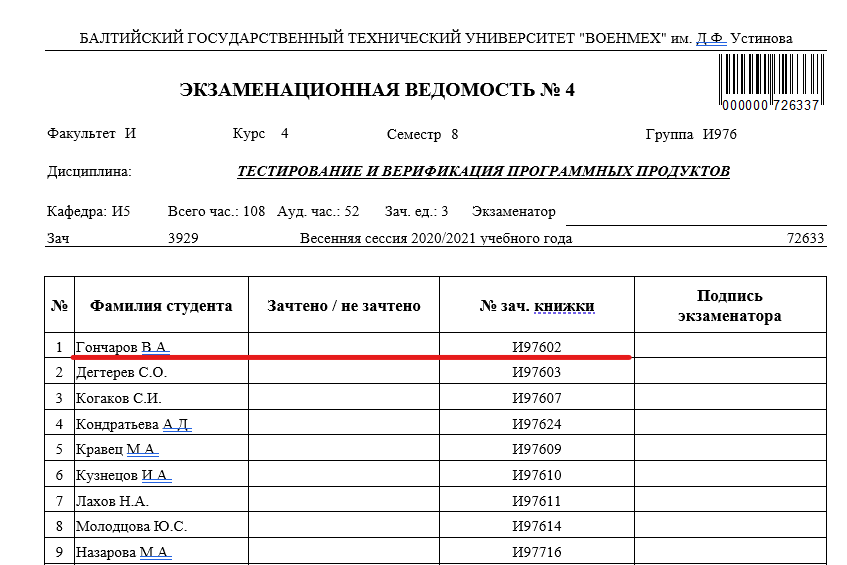 БАЛТИЙСКИЙ ГОСУДАРСТВЕННЫЙ ТЕХНИЧЕСКИЙ УНИВЕРСИТЕТ "ВОЕНМЕХ" им. Д.Ф. Устинова
ЭКЗАМЕНАЦИОННАЯ ВЕДОМОСТЬ № 4
000000 726337
Факультет И Курс 4 Семестр 8 Группа И976
Дисциплина: ТЕСТИРОВАНИЕ И ВЕРИФИКАЦИЯ ПРОГРАММНЫХ ПРОДУКТОВ
Кафедра: И5 Всего час.: 108 Ауд. час.: 52 Зач. ед.: 3 Экзаменатор
Зач 3929 Весенняя сессия 2020/2021 учебного года 72633
№ Фамилия студента Зачтено / не зачтено № зач. книжки Подпись экзаменатора
1 Гончаров В.А. И97602
2 Дегтерев С.О. И97603
3 Когаков С.И. И97607
4 Кондратьева А.Д. И97624
5 Кравец М.А. И97609
6 Кузнецов И.А. И97610
7 Лахов Н.А. И97611
8 Молодцова Ю.С. И97614
9 Назарова М.А. И97716